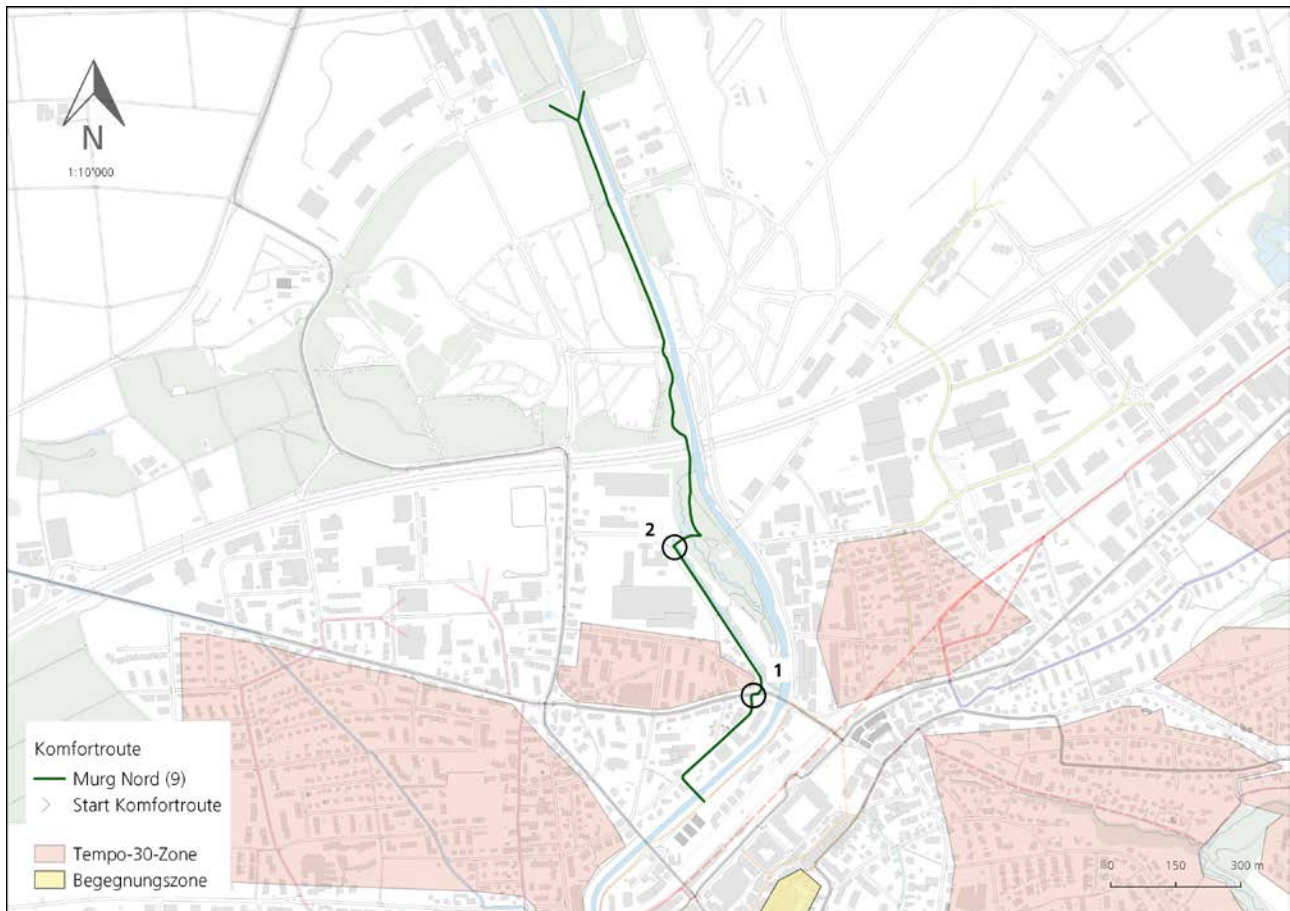 N
1:10'000
2
1
Komfortroute
Murg Nord (9)
Start Komfortroute
Tempo-30-Zone
Begegnungszone
0 150 300 m